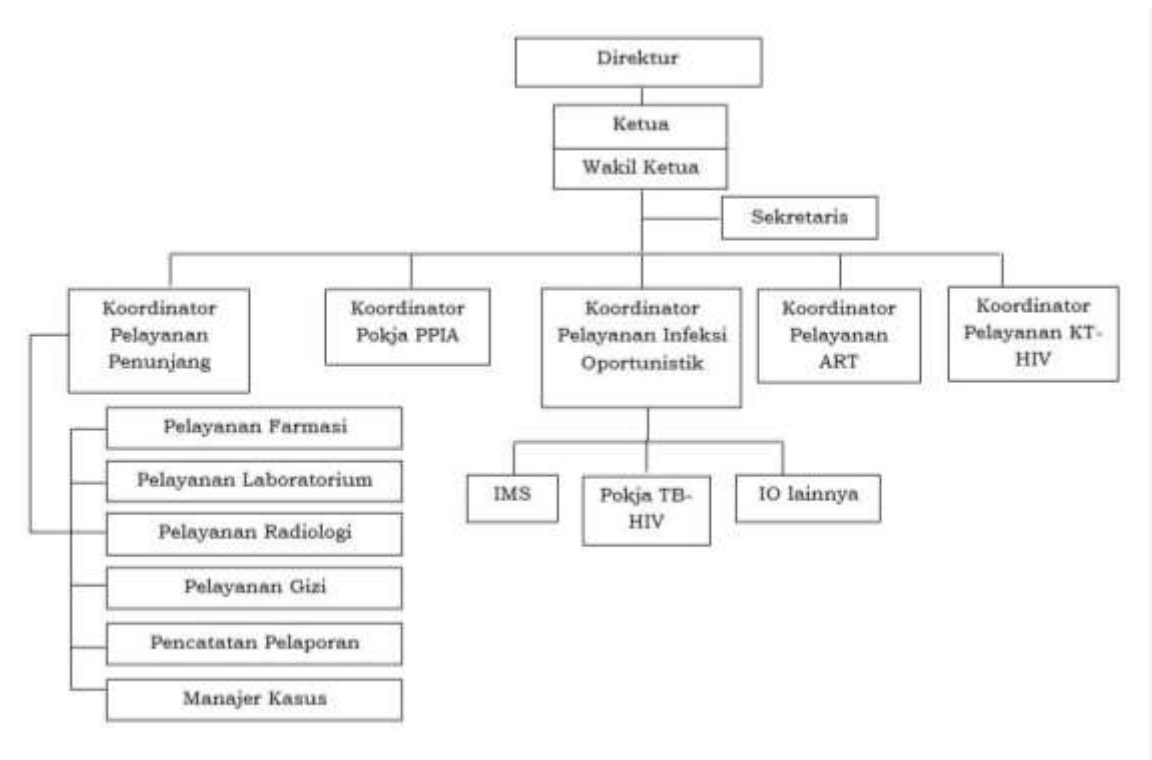 Direktur
Ketua
Wakil Ketua
Sekretaris
Koordinator
Pelayanan
Penunjang
Koordinator
Pokja PPIA
Koordinator
Pelayanan Infeksi
Oportunistik
Koordinator
Pelayanan
ART
Koordinator
Pelayanan KT-
HIV
Pelayanan Farmasi
Pelayanan Laboratorium
Pelayanan Radiologi
Pelayanan Gizi
Pencatatan Pelaporan
Manajer Kasus
IMS
Pokja TB-
HIV
IO lainnya